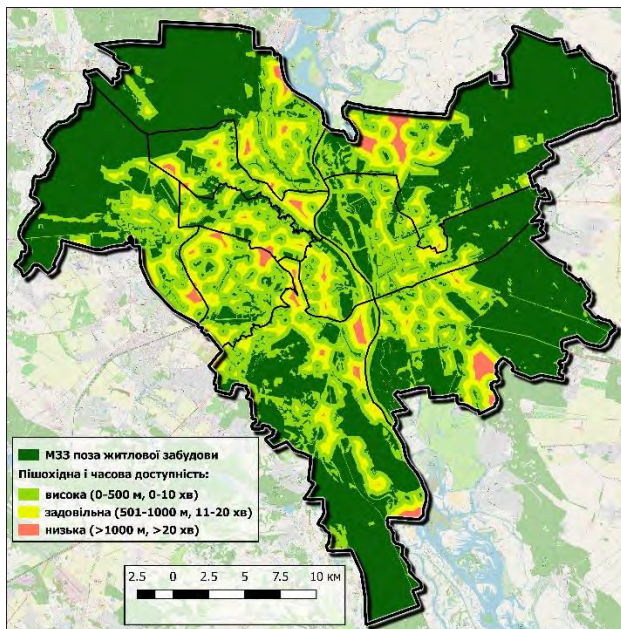 МЗЗ поза житлової забудови
Пішохідна і часова доступність:
висока (0-500 м, 0-10 хв)
задовільна (501-1000 м, 11-20 хв)
низька (>1000 м, >20 хв)
2.5 0 2.5 5 7.5 10 км